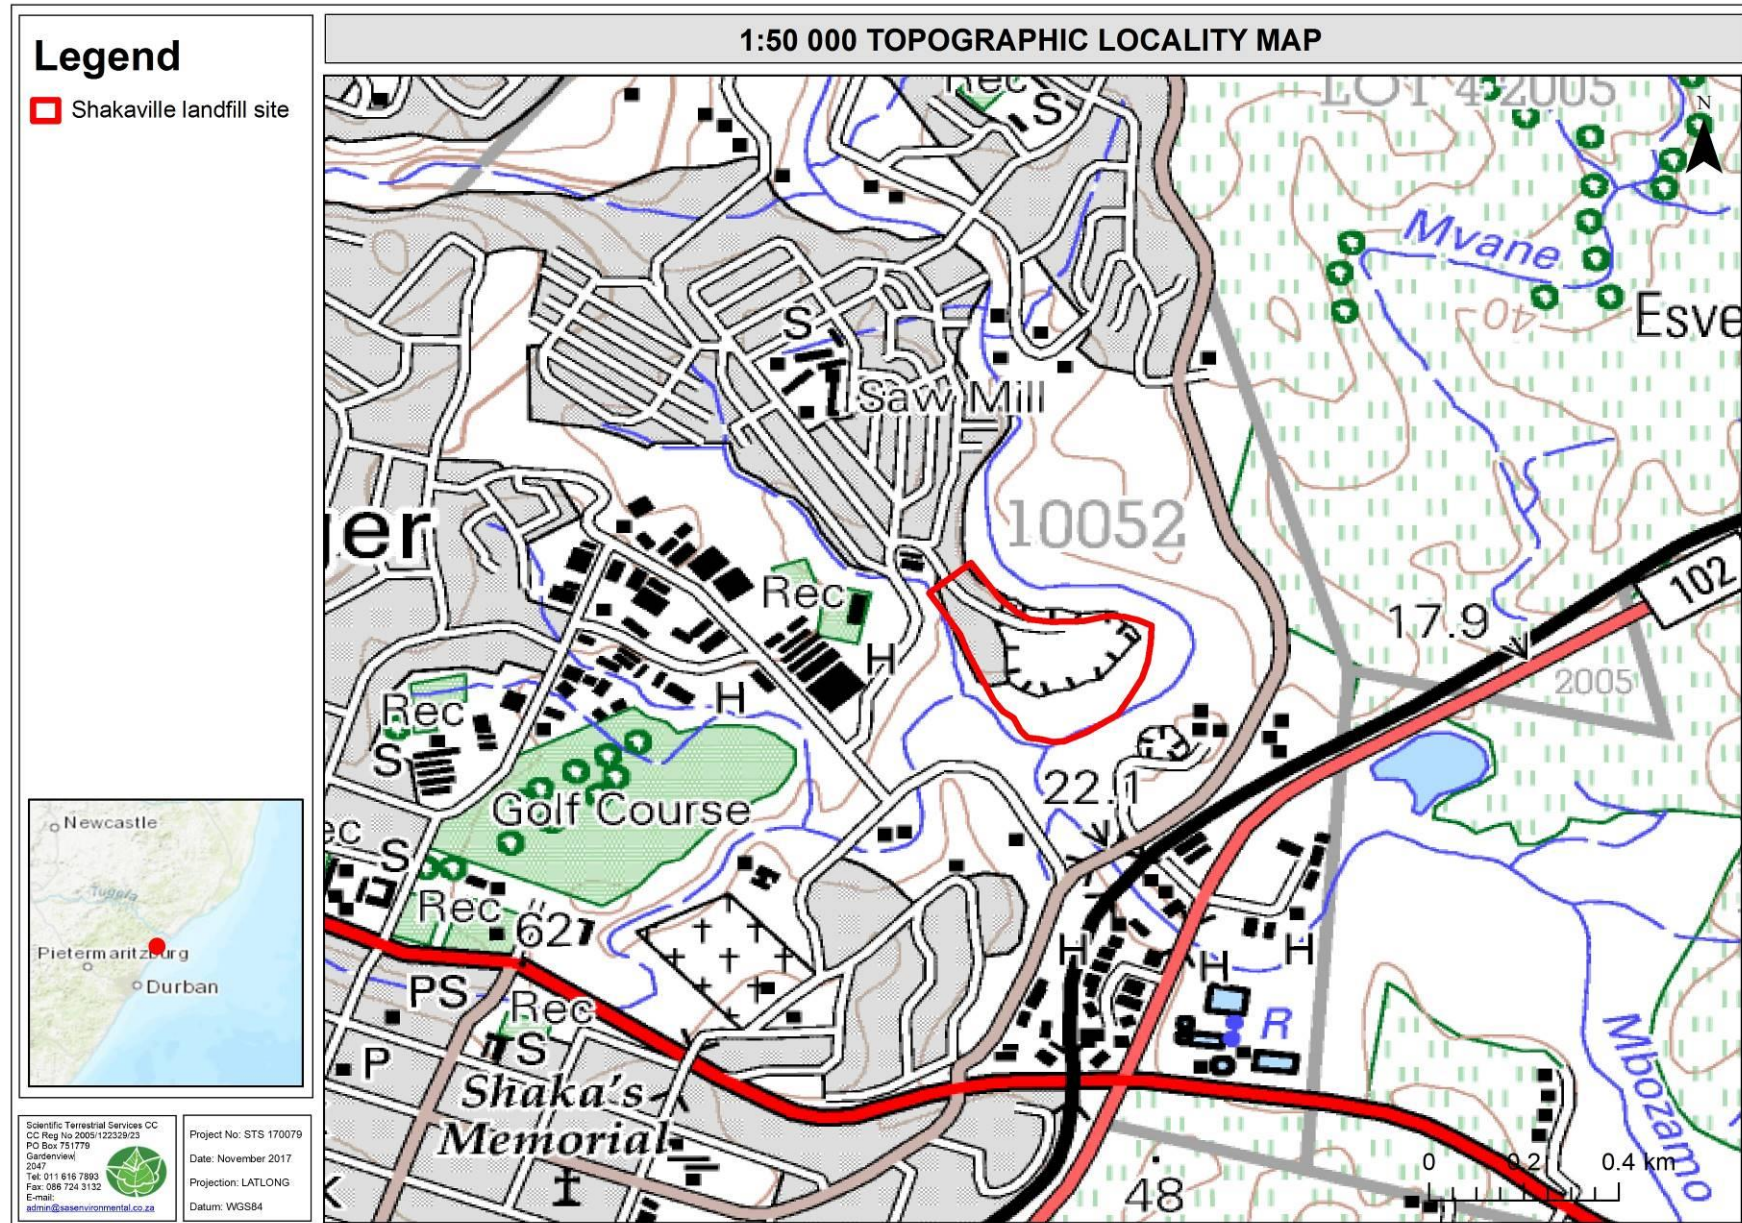 Legend
Shakaville landfill site
1:50 000 TOPOGRAPHIC LOCALITY MAP
Rec
S
LOT 4 2005
N
Mvane
40
Esve
S
Saw Mill
10052
ger
Rec
H
H
102
17.9
2005
Rec
S
22.1
Golf Course
ec
S
Rec
62
PS
Rec
S
P
Shaka's
Memorial
H
H
H
R
Mbozamo
48
K
0 0.2 0.4 km
Newcastle
Tugela
Pietermaritzburg
Durban
Scientific Terrestrial Services CC
CC Reg No 2005/122329/23
PO Box 751779
Gardenview
2047
Tel: 011 616 7893
Fax: 086 724 3132
E-mail:
admin@sasenvironmental.co.za
Project No: STS 170079
Date: November 2017
Projection: LATLONG
Datum: WGS84